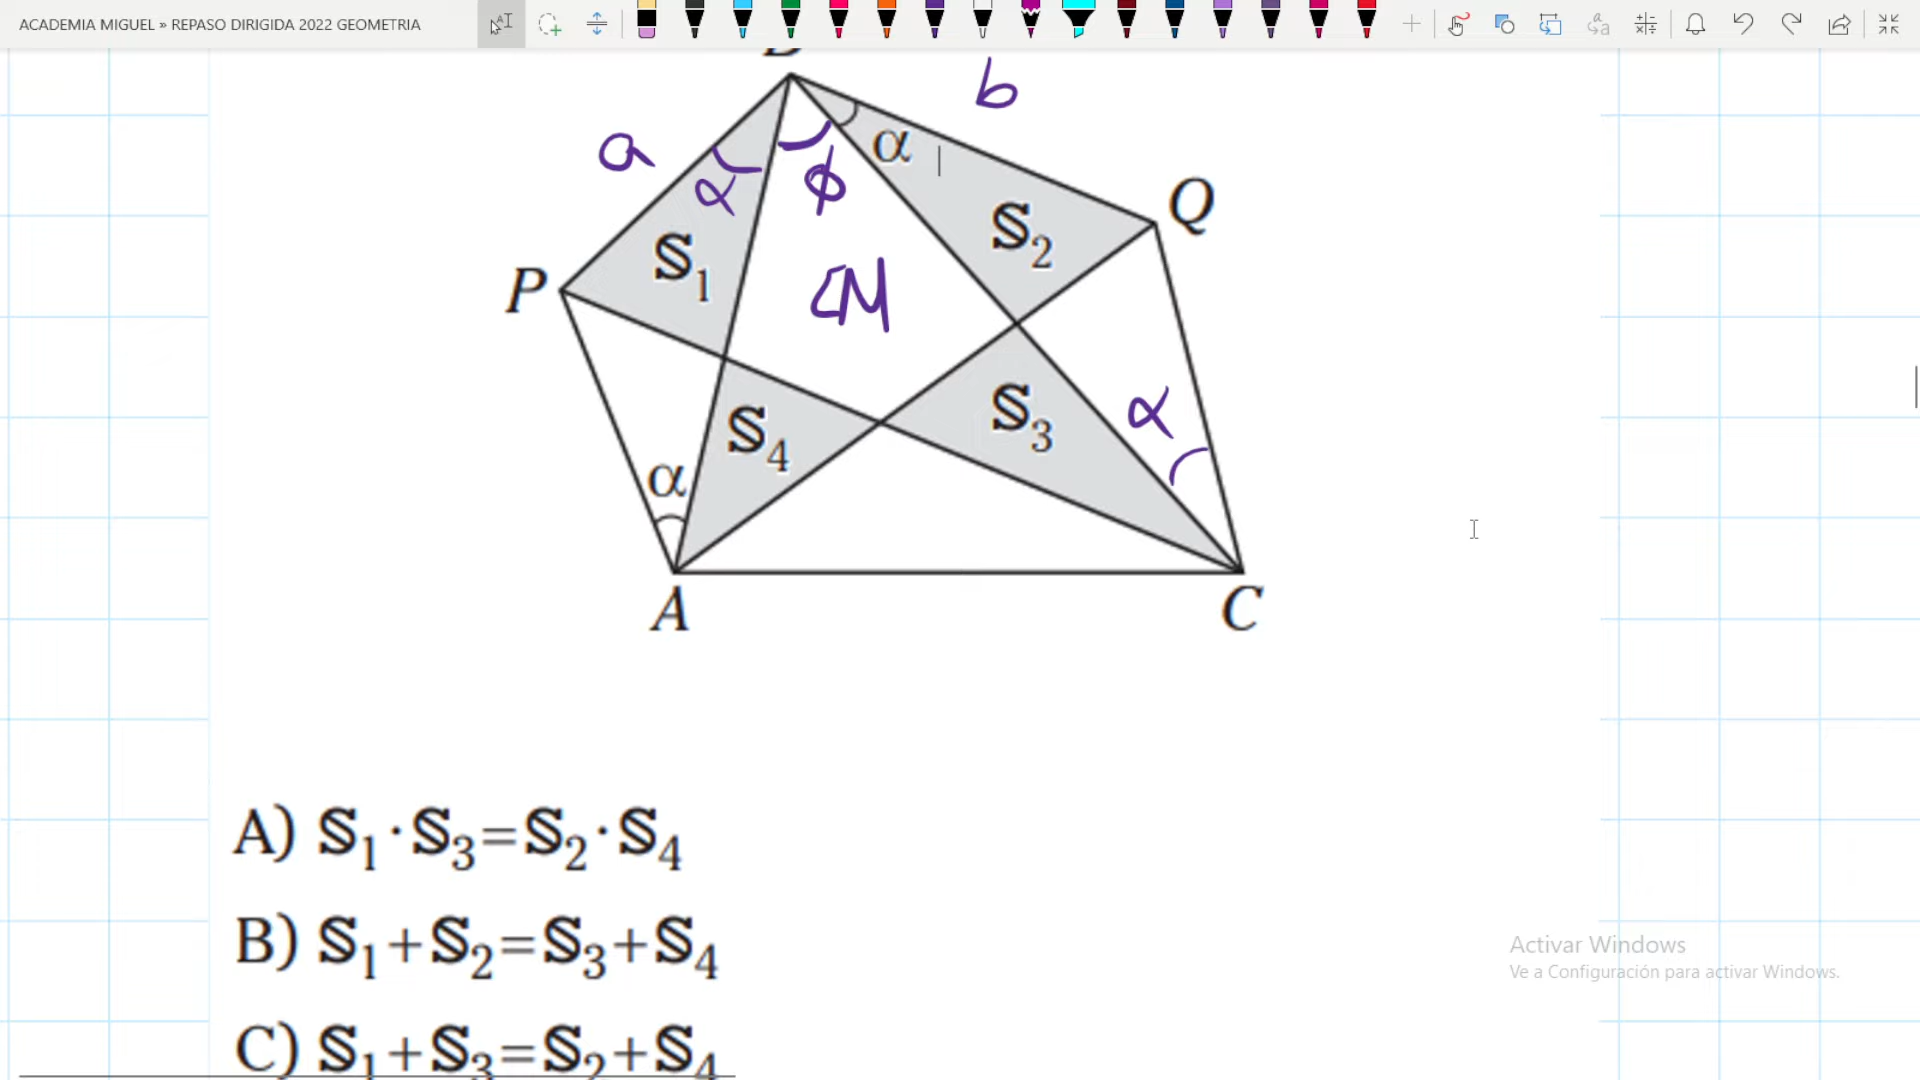 ACADEMIA MIGUEL » REPASO DIRIGIDA 2022 GEOMETRIA
b
a
α
α ϕ
Q
𝕊₂
𝕊₁
P
M
𝕊₃
α
𝕊₄
α
A C
A) 𝕊₁·𝕊₃=𝕊₂·𝕊₄
B) 𝕊₁+𝕊₂=𝕊₃+𝕊₄
C) 𝕊₁+𝕊₃=𝕊₂+𝕊₄
Activar Windows
Ve a Configuración para activar Windows.